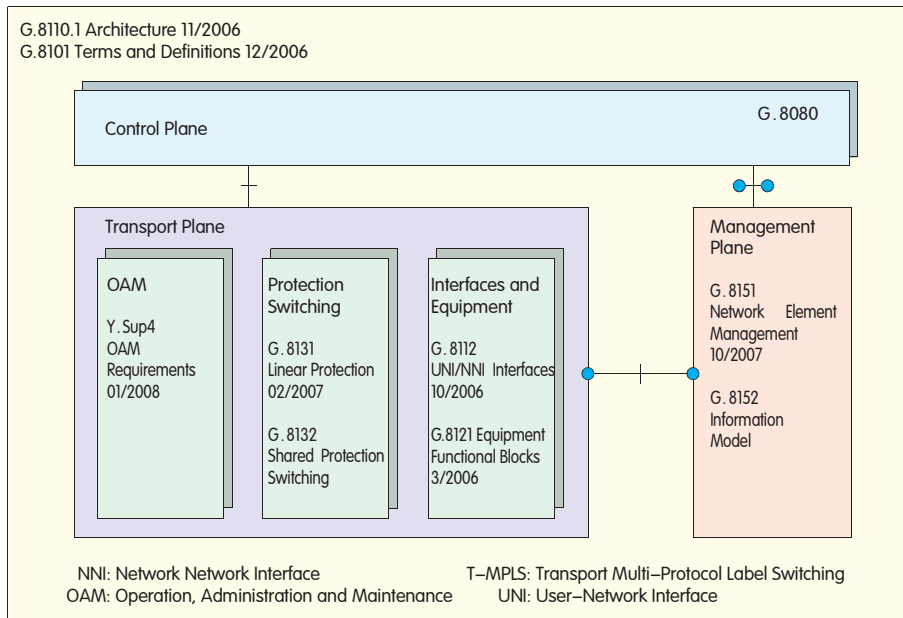 G.8110.1 Architecture 11/2006
G.8101 Terms and Definitions 12/2006
Control Plane
G.8080
Transport Plane
OAM
Y.Sup4
OAM
Requirements
01/2008
Protection
Switching
G.8131
Linear Protection
02/2007
G.8132
Shared Protection
Switching
Interfaces and
Equipment
G.8112
UNI/NNI Interfaces
10/2006
G.8121 Equipment
Functional Blocks
3/2006
Management
Plane
G.8151
Network Element
Management
10/2007
G.8152
Information
Model
NNI: Network Network Interface
T–MPLS: Transport Multi–Protocol Label Switching
OAM: Operation, Administration and Maintenance
UNI: User–Network Interface